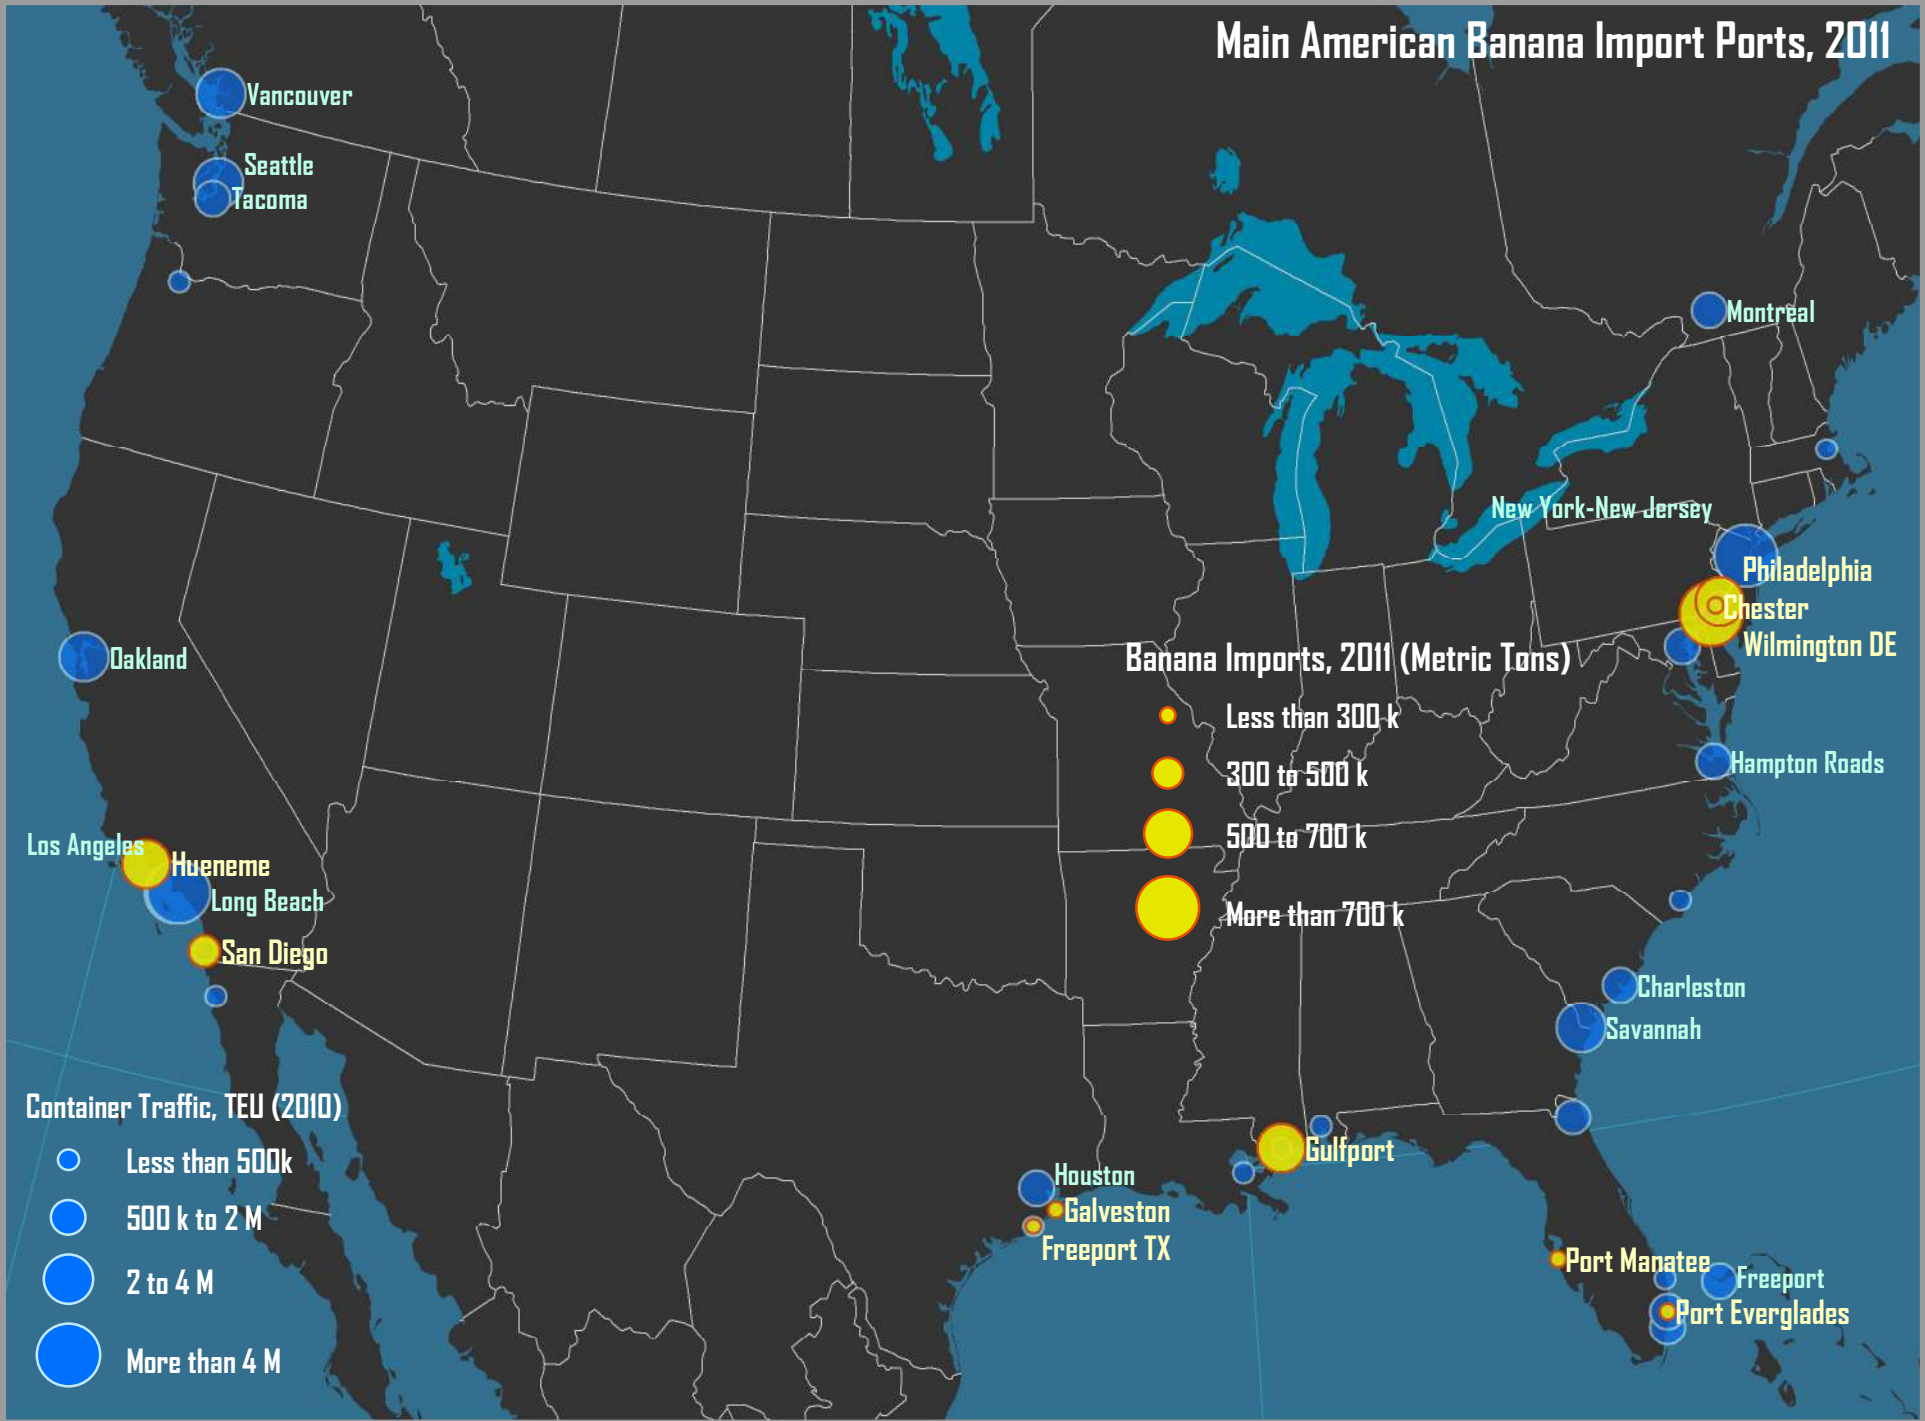 Main American Banana Import Ports, 2011
Vancouver
Seattle
Tacoma
Montreal
New York-New Jersey
Philadelphia
Chester
Wilmington DE
Oakland
Banana Imports, 2011 (Metric Tons)
Less than 300 k
300 to 500 k
500 to 700 k
More than 700 k
Hampton Roads
Los Angeles
Hueneme
Long Beach
San Diego
Charleston
Savannah
Container Traffic, TEU (2010)
Less than 500k
500 k to 2 M
2 to 4 M
More than 4 M
Gulfport
Houston
Galveston
Freeport TX
Port Manatee
Freeport
Port Everglades